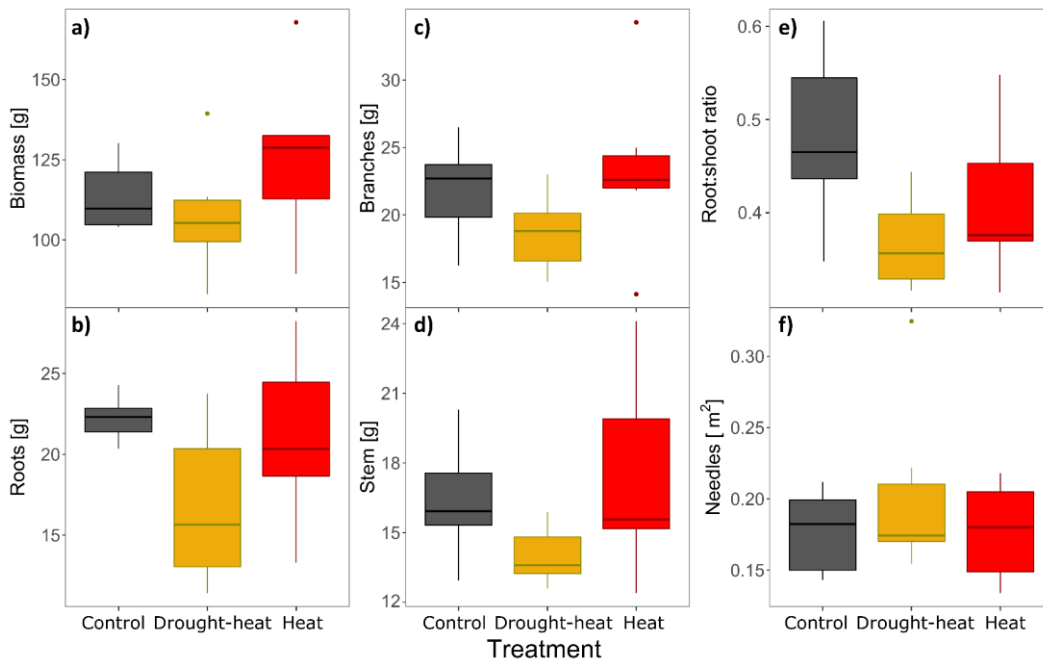 a)
Biomass [g]
150
125
100
b)
Roots [g]
25
20
15
c)
Branches [g]
30
25
20
15
d)
Stem [g]
24
21
18
15
12
e)
Root:shoot ratio
0.6
0.5
0.4
f)
Needles [ m²]
0.30
0.25
0.20
0.15
Control Drought-heat Heat
Control Drought-heat Heat
Control Drought-heat Heat
Treatment